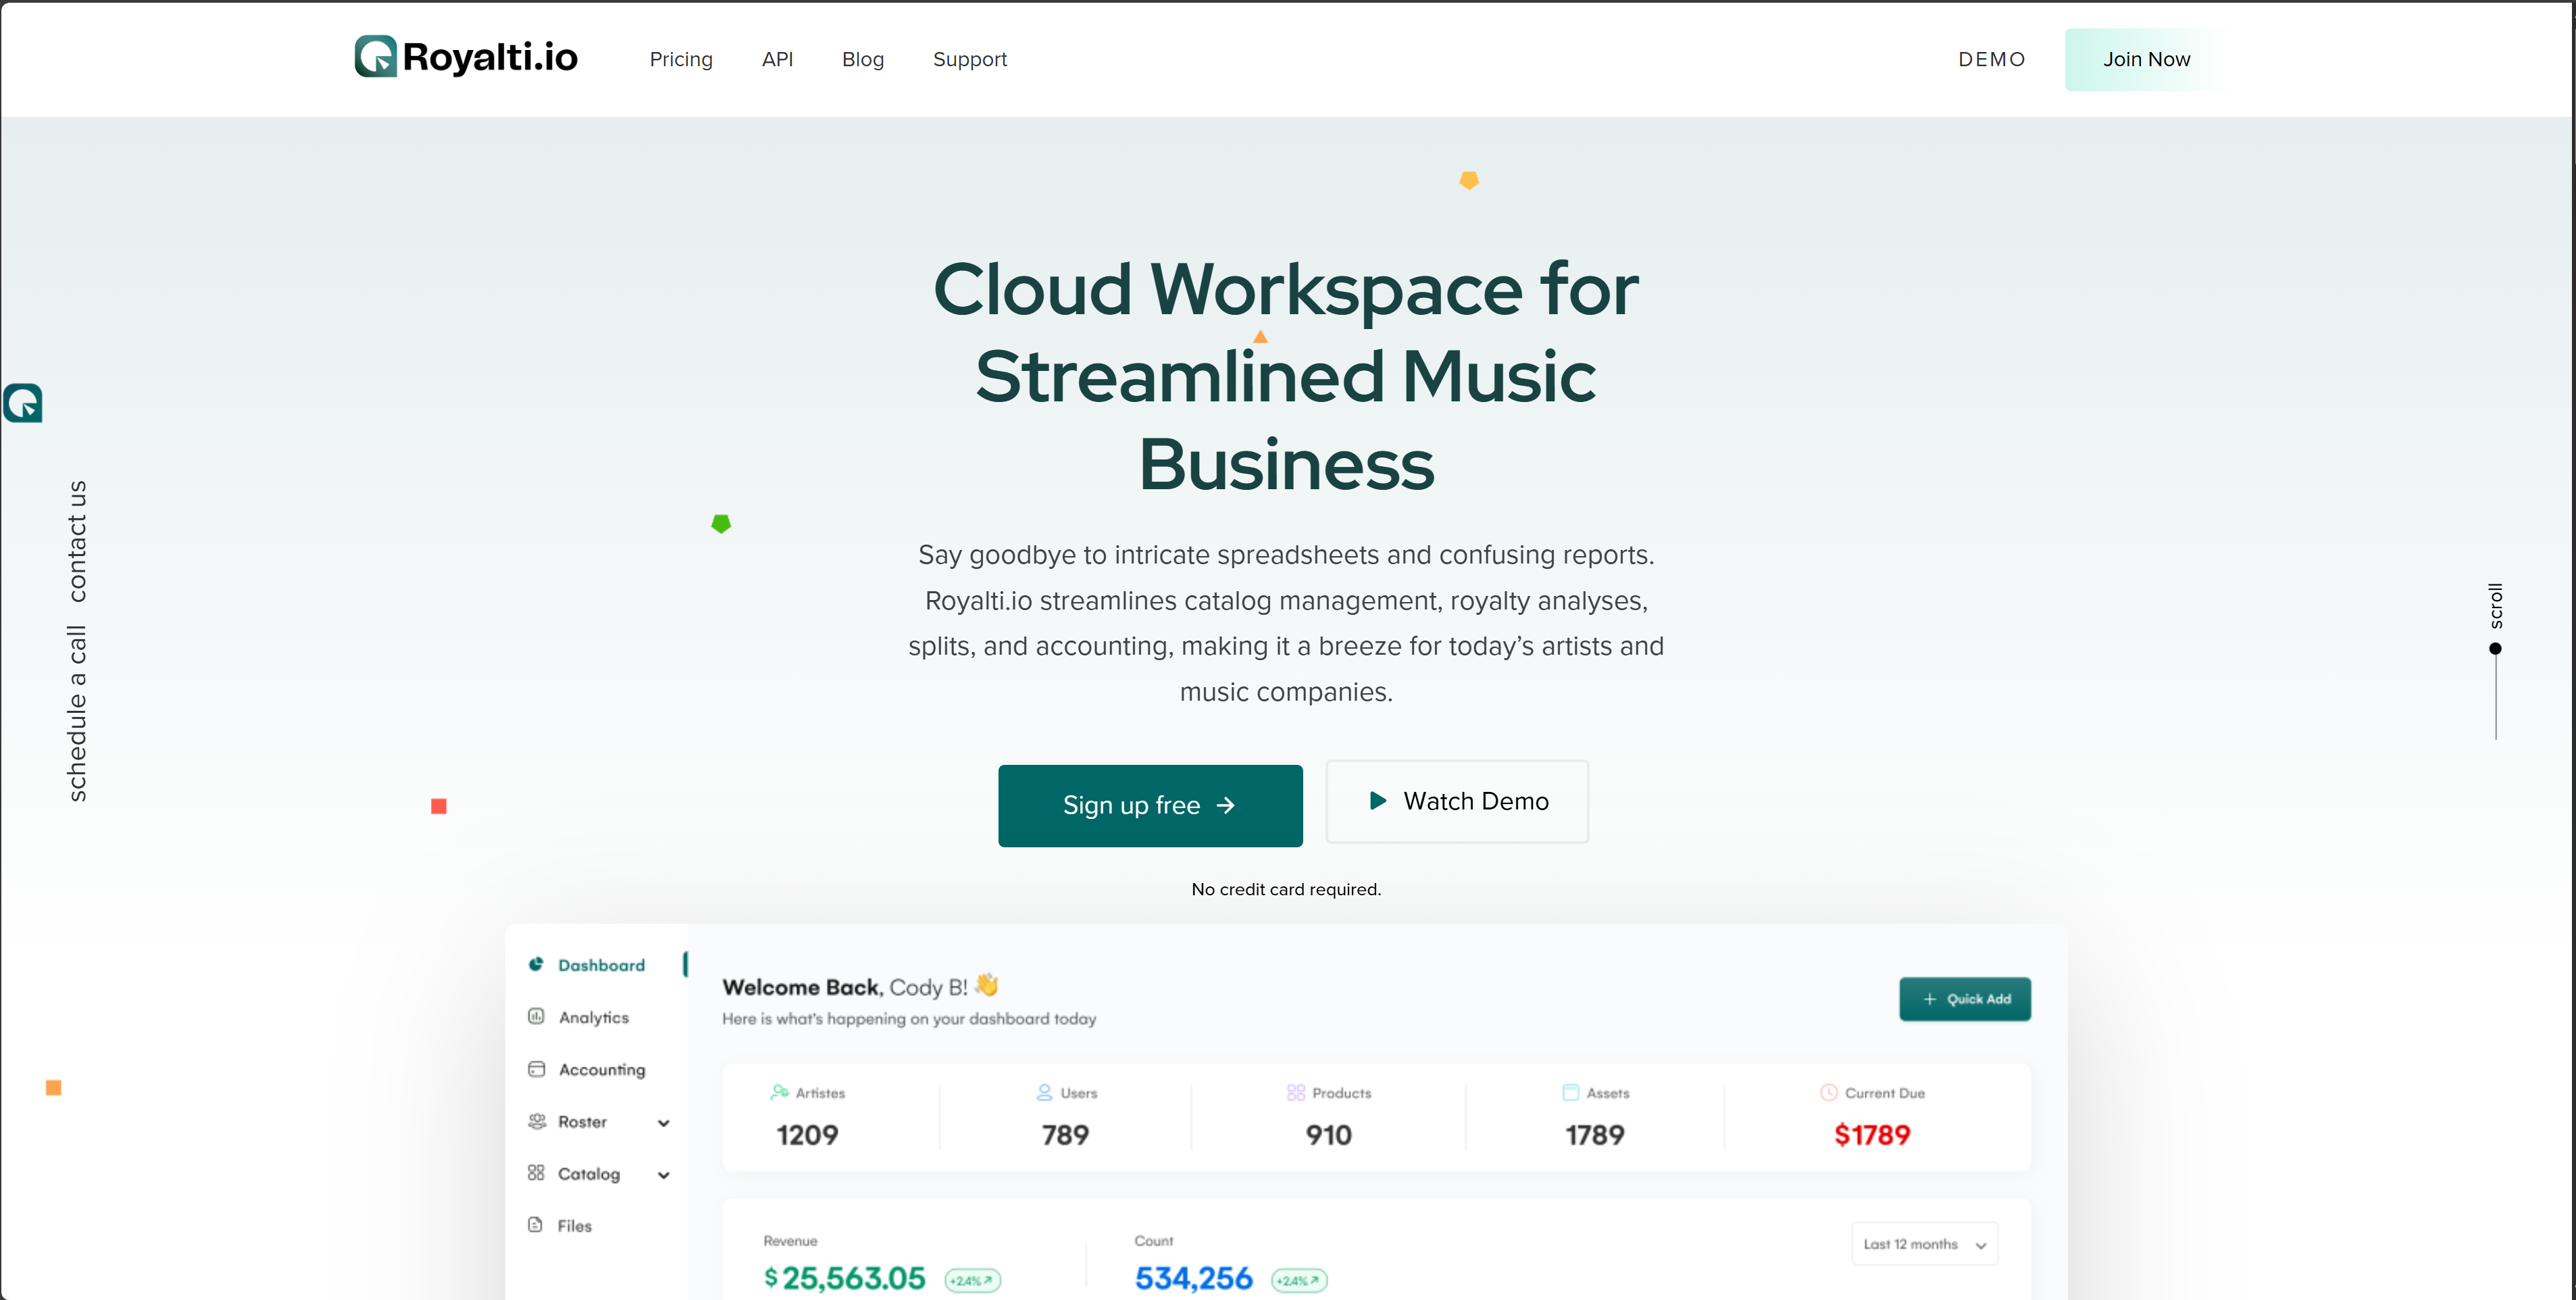 Royalti.io
Pricing
API
Blog
Support
DEMO
Join Now
Cloud Workspace for
Streamlined Music
Business
Say goodbye to intricate spreadsheets and confusing reports.
Royalti.io streamlines catalog management, royalty analyses,
splits, and accounting, making it a breeze for today’s artists and
music companies.
Sign up free →
Watch Demo
No credit card required.
contact us
schedule a call
scroll
Dashboard
Analytics
Accounting
Roster
Catalog
Files
Welcome Back, Cody B! 👋
Here is what's happening on your dashboard today
+ Quick Add
Artistes
1209
Users
789
Products
910
Assets
1789
Current Due
$1789
Revenue
$25,563.05
+2.4%↗
Count
534,256
+2.4%↗
Last 12 months